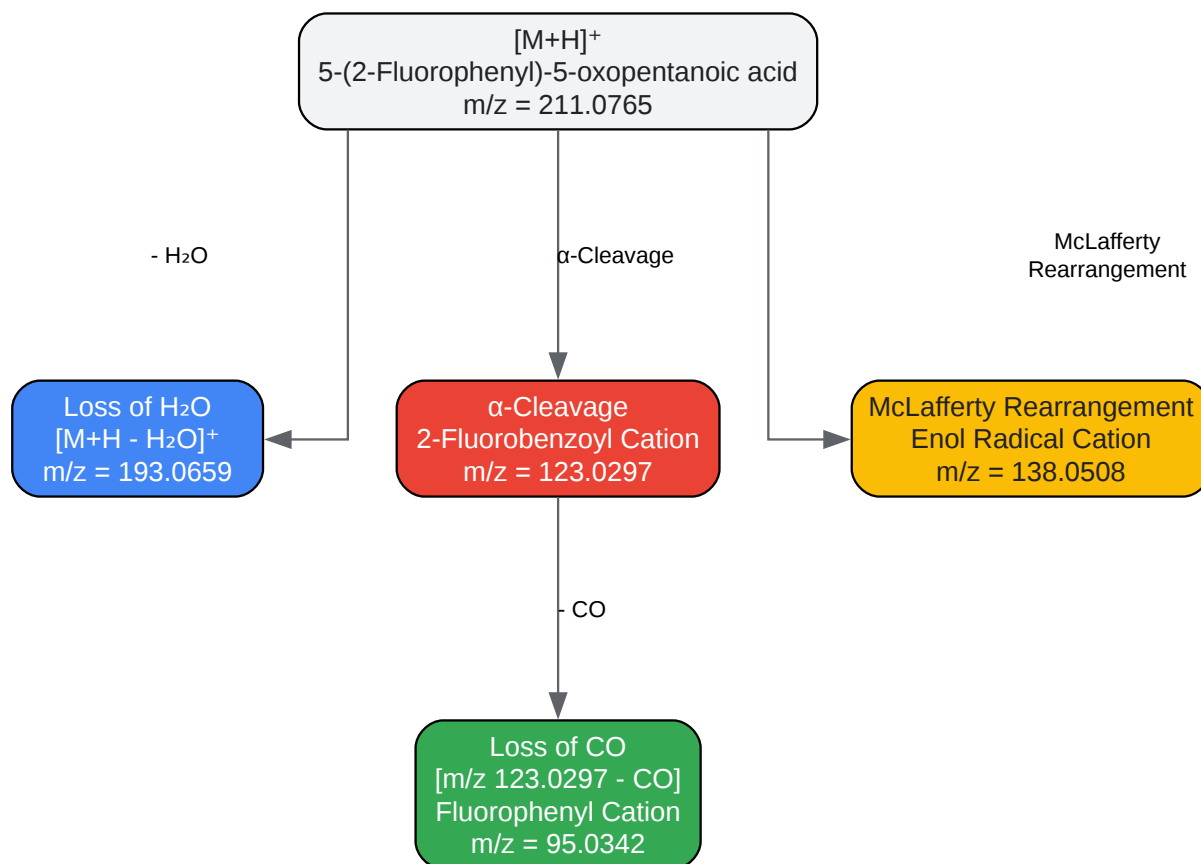 [M+H]⁺
5-(2-Fluorophenyl)-5-oxopentanoic acid
m/z = 211.0765
- H₂O
α-Cleavage
McLafferty
Rearrangement
Loss of H₂O
[M+H - H₂O]⁺
m/z = 193.0659
α-Cleavage
2-Fluorobenzoyl Cation
m/z = 123.0297
McLafferty Rearrangement
Enol Radical Cation
m/z = 138.0508
- CO
Loss of CO
[m/z 123.0297 - CO]
Fluorophenyl Cation
m/z = 95.0342